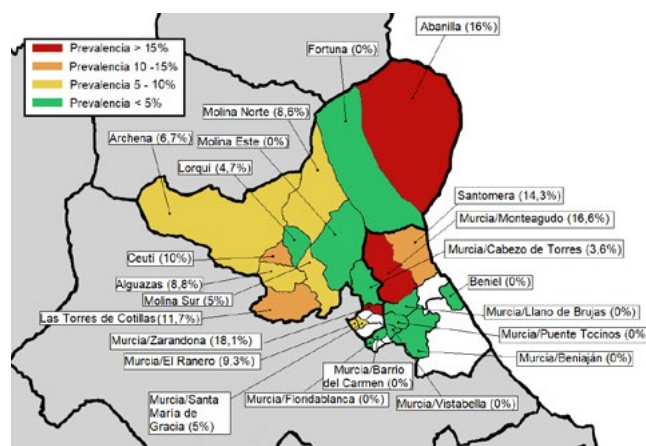 Prevalencia > 15%
Prevalencia 10 -15%
Prevalencia 5 - 10%
Prevalencia < 5%
Abanilla (16%)
Fortuna (0%)
Molina Norte (8,6%)
Archena (6,7%)
Molina Este (0%)
Lorquí (4,7%)
Santomera (14,3%)
Murcia/Monteagudo (16,6%)
Murcia/Cabezo de Torres (3,6%)
Ceutí (10%)
Beniel (0%)
Alguazas (8,8%)
Molina Sur (5%)
Las Torres de Cotillas (11,7%)
Murcia/Llano de Brujas (0%)
Murcia/Puente Tocinos (0%
Murcia/Zarandona (18,1%)
Murcia/El Ranero (9,3%)
Murcia/Beniaján (0%)
Murcia/Barrio
del Carmen (0%)
Murcia/Santa
María de
Gracia (5%)
Murcia/Floridablanca (0%)
Murcia/Vistabella (0%)